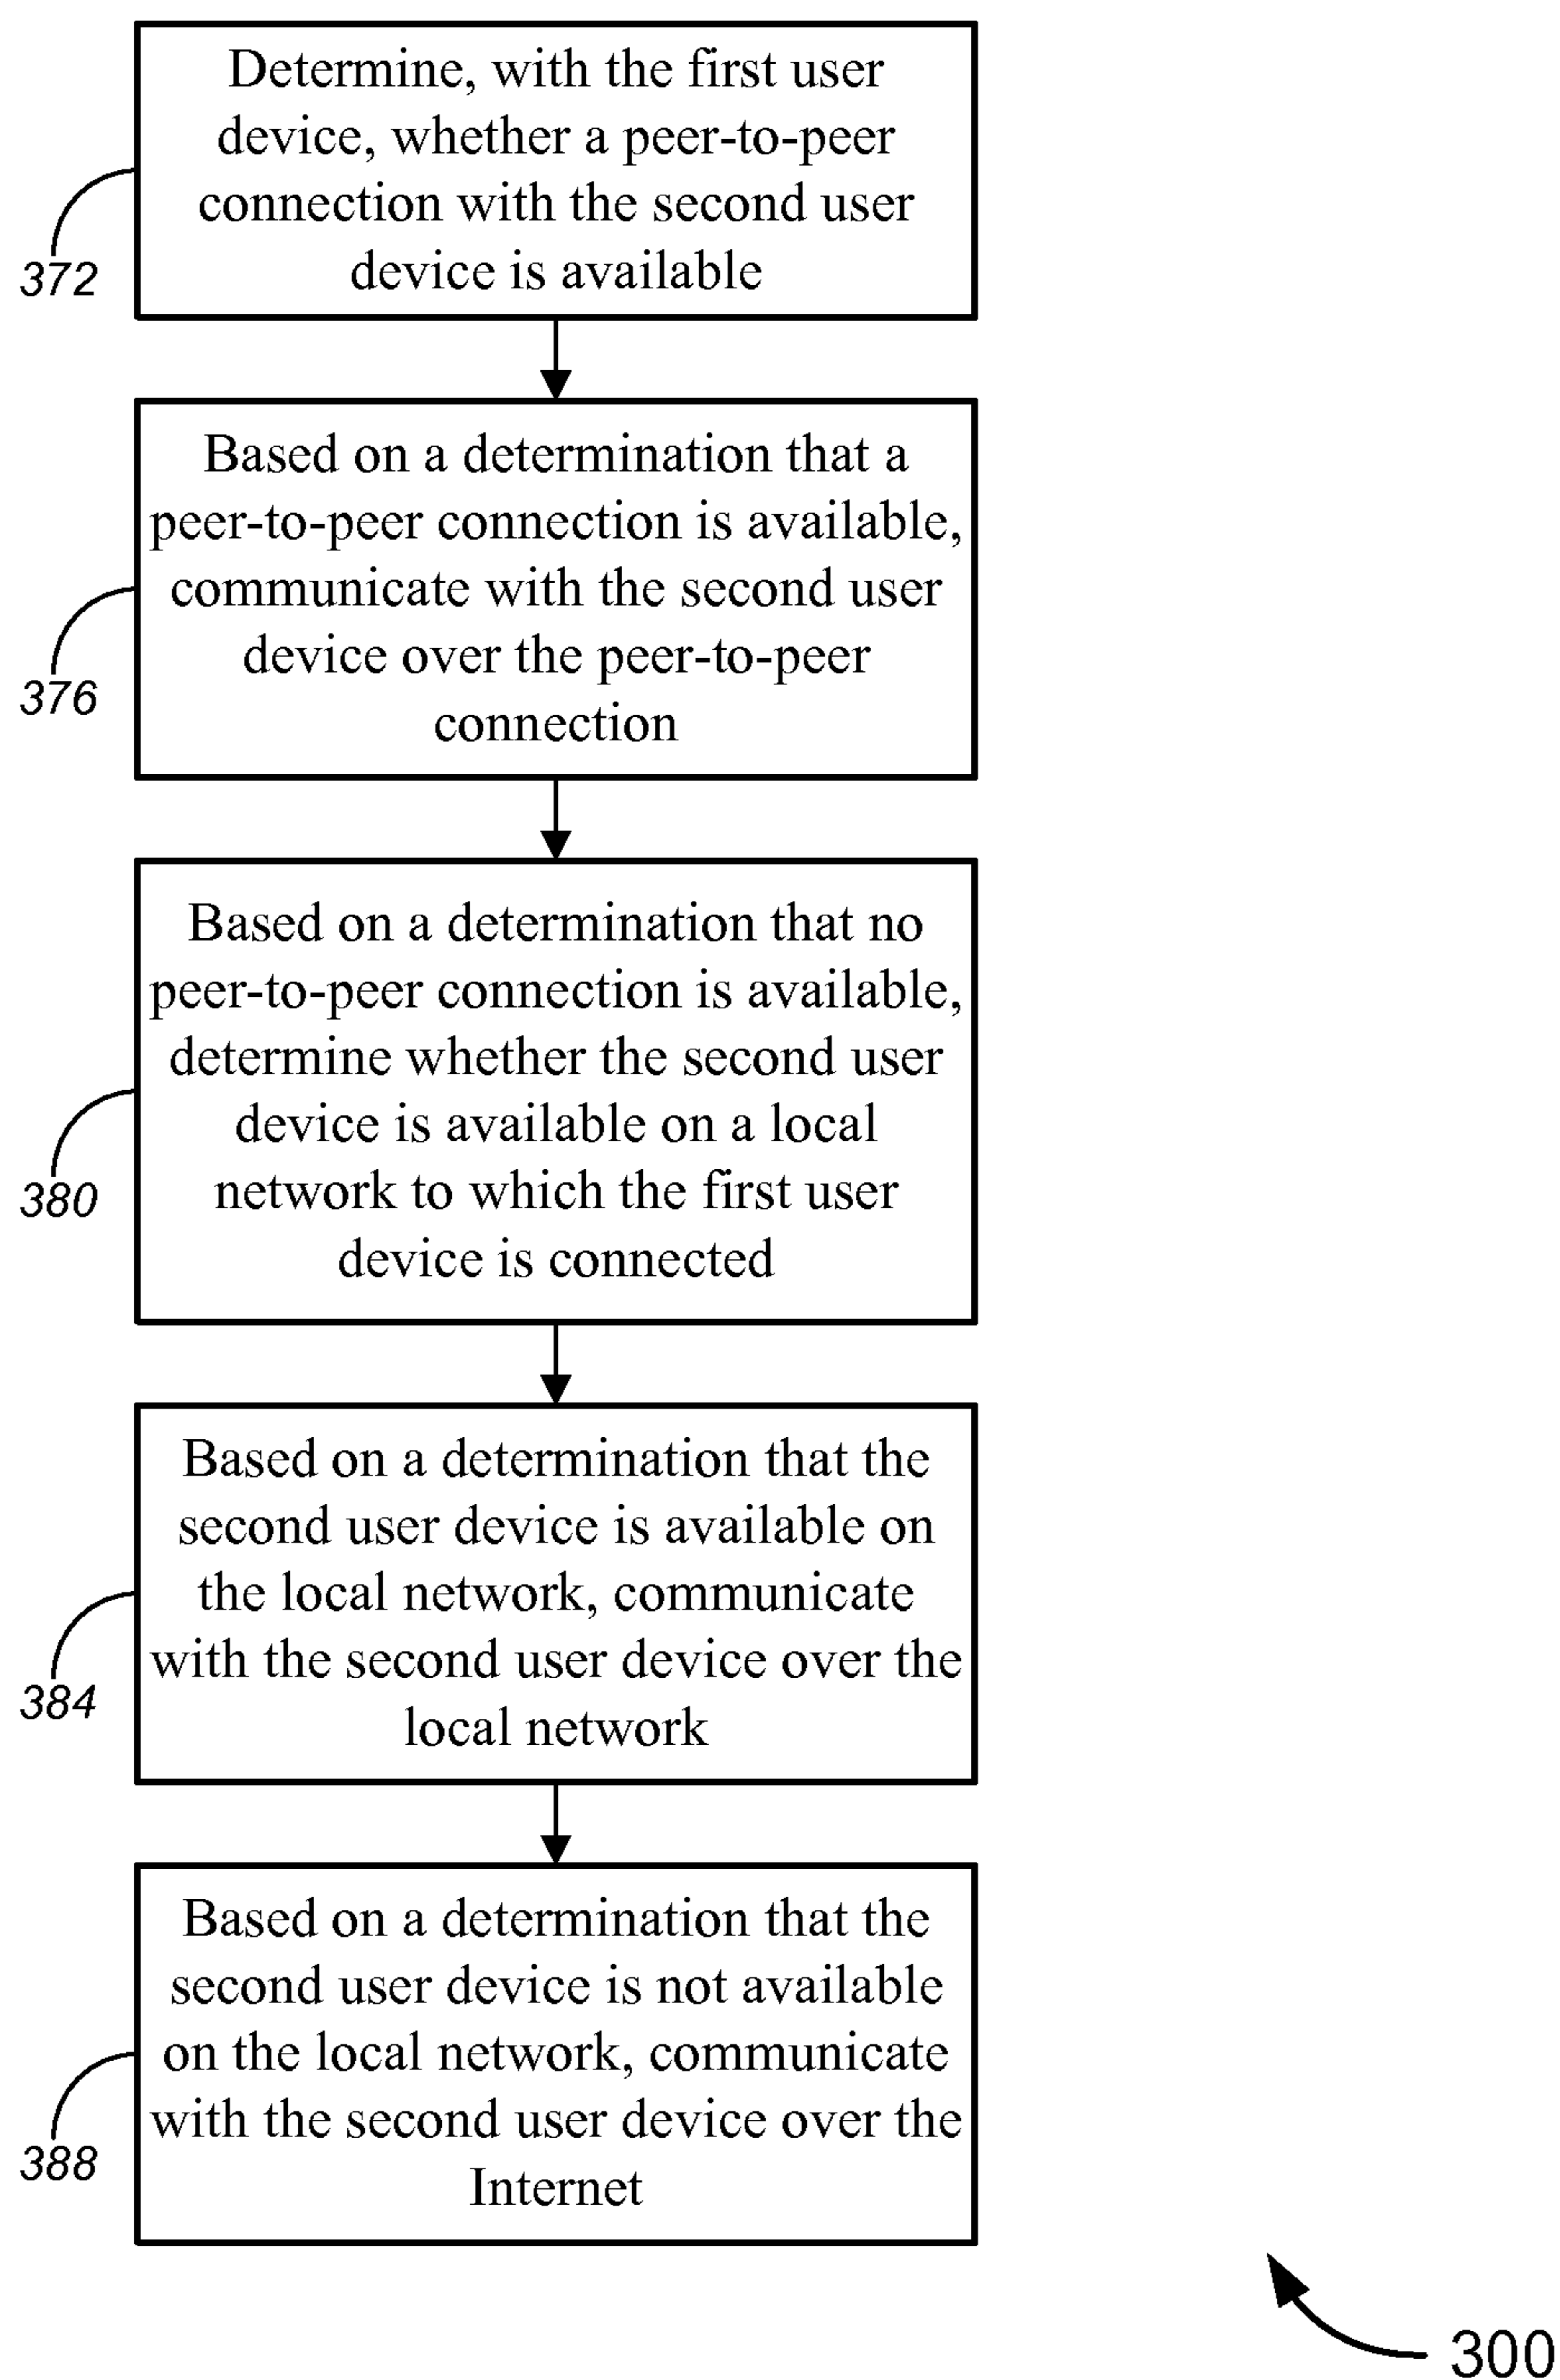 Determine, with the first user
device, whether a peer-to-peer
connection with the second user
device is available
372
Based on a determination that a
peer-to-peer connection is available,
communicate with the second user
device over the peer-to-peer
connection
376
Based on a determination that no
peer-to-peer connection is available,
determine whether the second user
device is available on a local
network to which the first user
device is connected
380
Based on a determination that the
second user device is available on
the local network, communicate
with the second user device over the
local network
384
Based on a determination that the
second user device is not available
on the local network, communicate
with the second user device over the
Internet
388
300